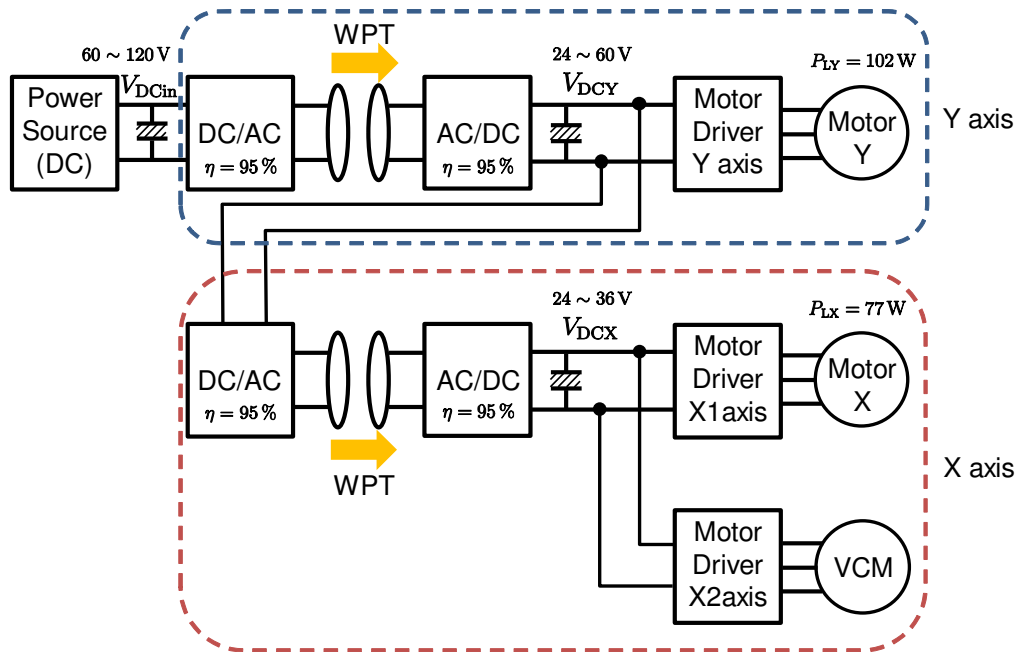 WPT
60 ~ 120 V
24 ~ 60 V
P_LY = 102 W
V_DCin
V_DCY
Power
Source
(DC)
DC/AC
η = 95 %
AC/DC
η = 95 %
Motor
Driver
Y axis
Motor
Y
Y axis
24 ~ 36 V
P_LX = 77 W
V_DCX
DC/AC
η = 95 %
AC/DC
η = 95 %
Motor
Driver
X1axis
Motor
X
WPT
X axis
Motor
Driver
X2axis
VCM